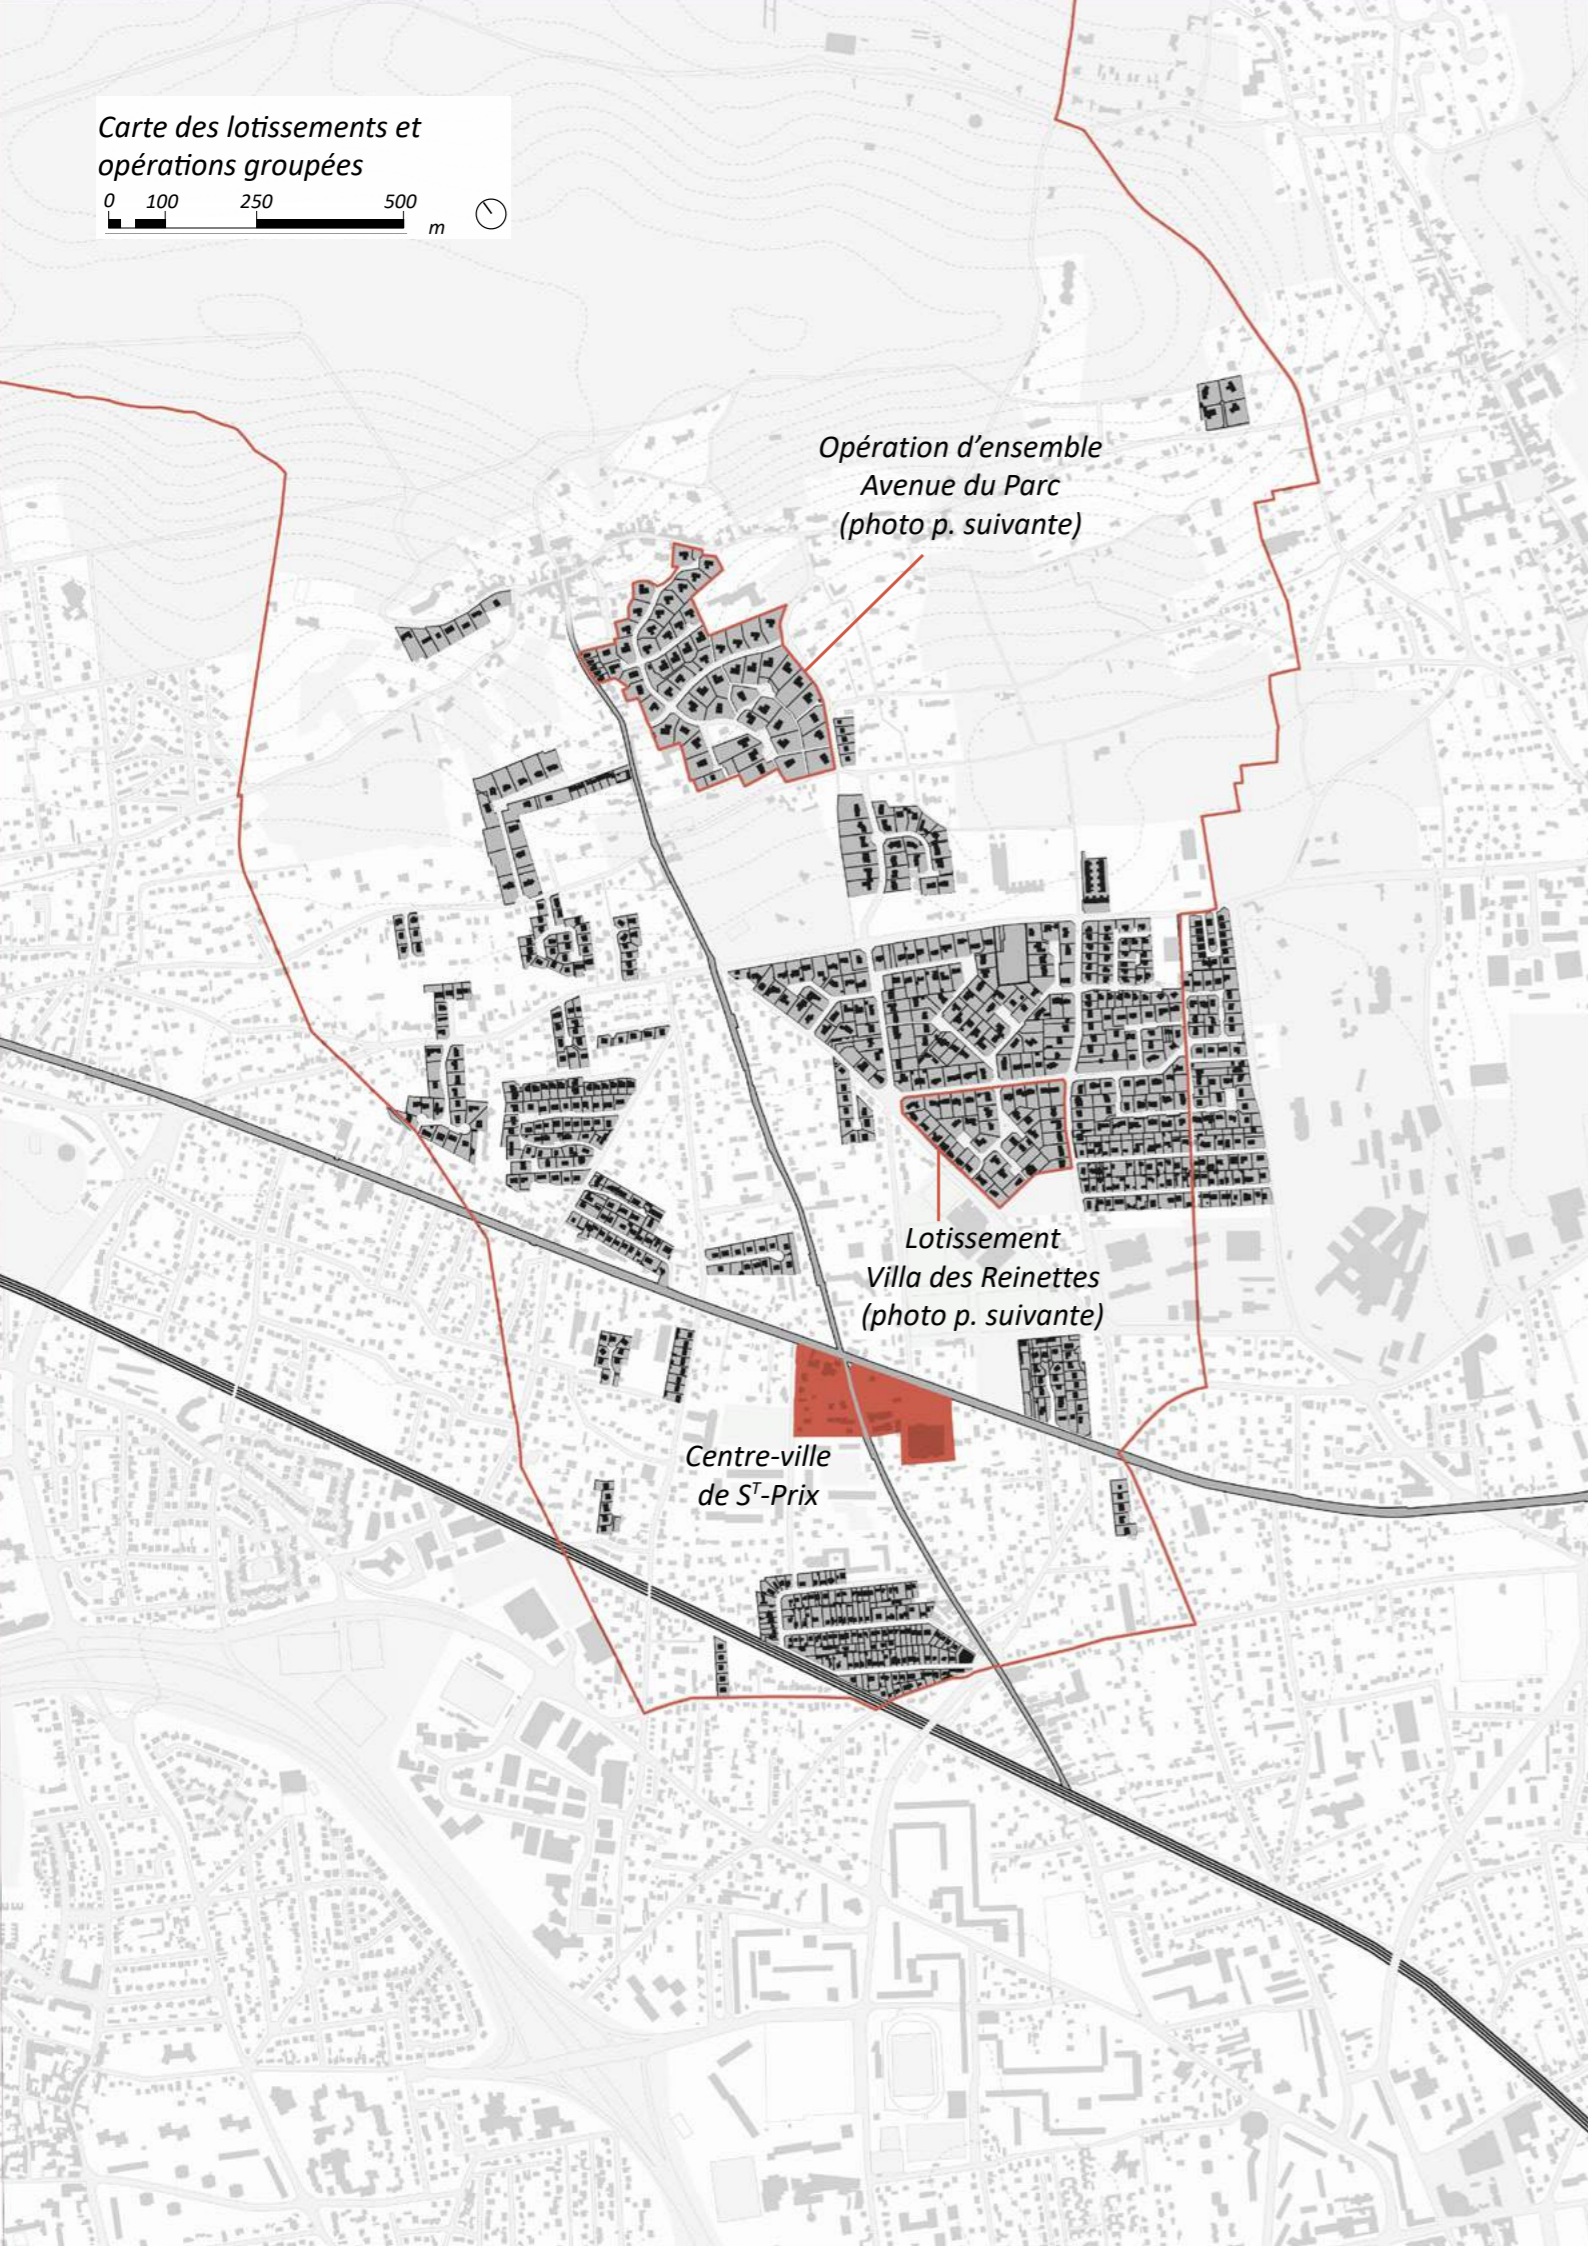 Carte des lotissements et
opérations groupées
0 100 250 500
m
Opération d’ensemble
Avenue du Parc
(photo p. suivante)
Lotissement
Villa des Reinettes
(photo p. suivante)
Centre-ville
de Sᵀ-Prix